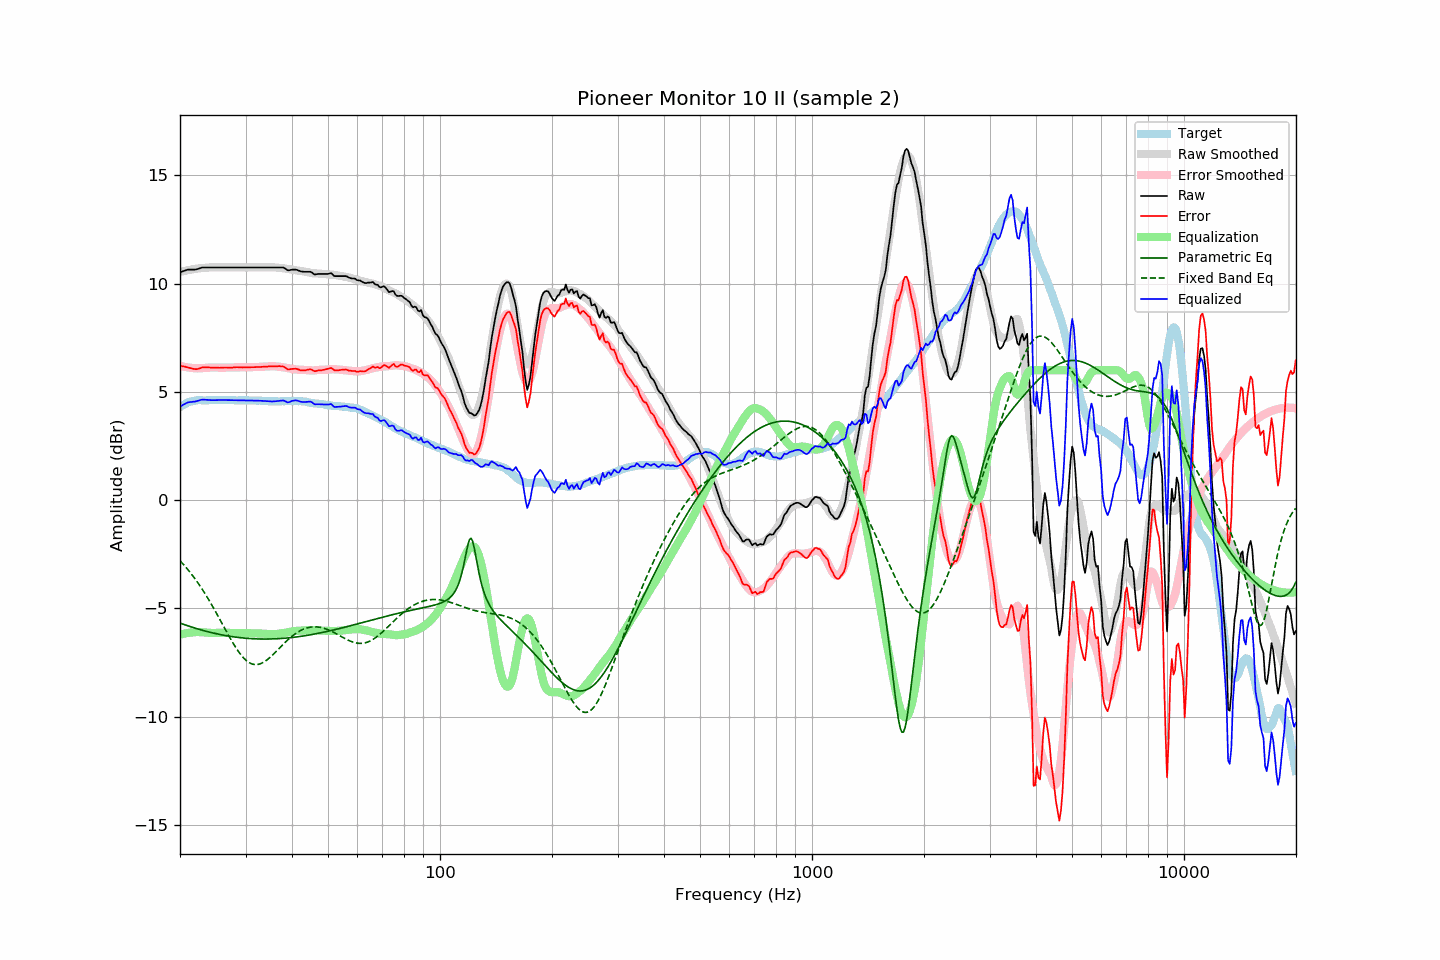 Pioneer Monitor 10 II (sample 2)
Target
Raw Smoothed
Error Smoothed
Raw
Error
Equalization
Parametric Eq
Fixed Band Eq
Equalized
Amplitude (dBr)
15
10
5
0
−5
−10
−15
100
1000
10000
Frequency (Hz)